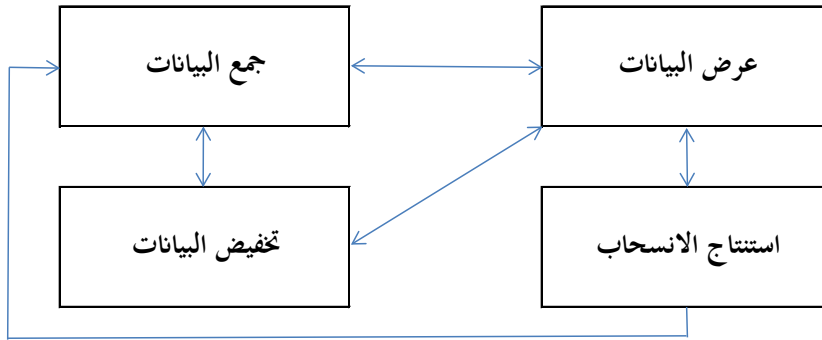 جمع البيانات
عرض البيانات
تخفيض البيانات
استنتاج الانسحاب